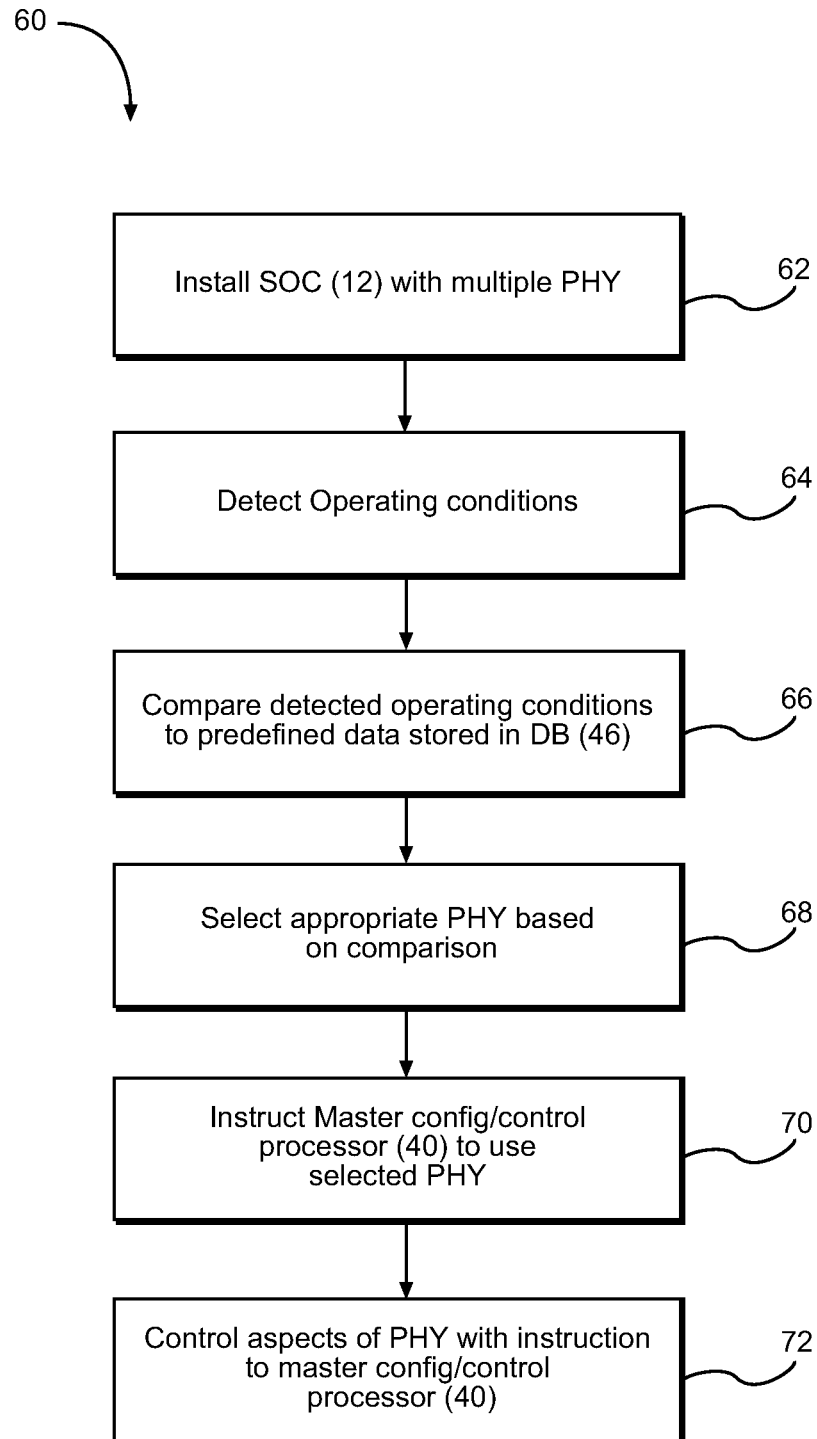 60
Install SOC (12) with multiple PHY
62
Detect Operating conditions
64
Compare detected operating conditions
to predefined data stored in DB (46)
66
Select appropriate PHY based
on comparison
68
Instruct Master config/control
processor (40) to use
selected PHY
70
Control aspects of PHY with instruction
to master config/control
processor (40)
72